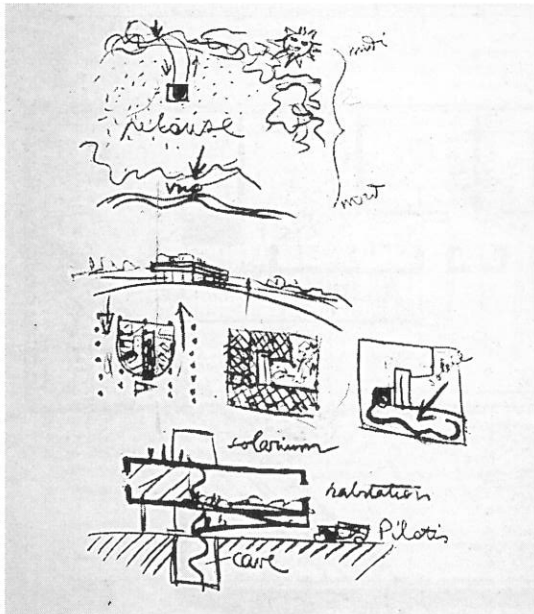 midi
pelouse
vue
nord
solarium
habitation
Pilotis
cave